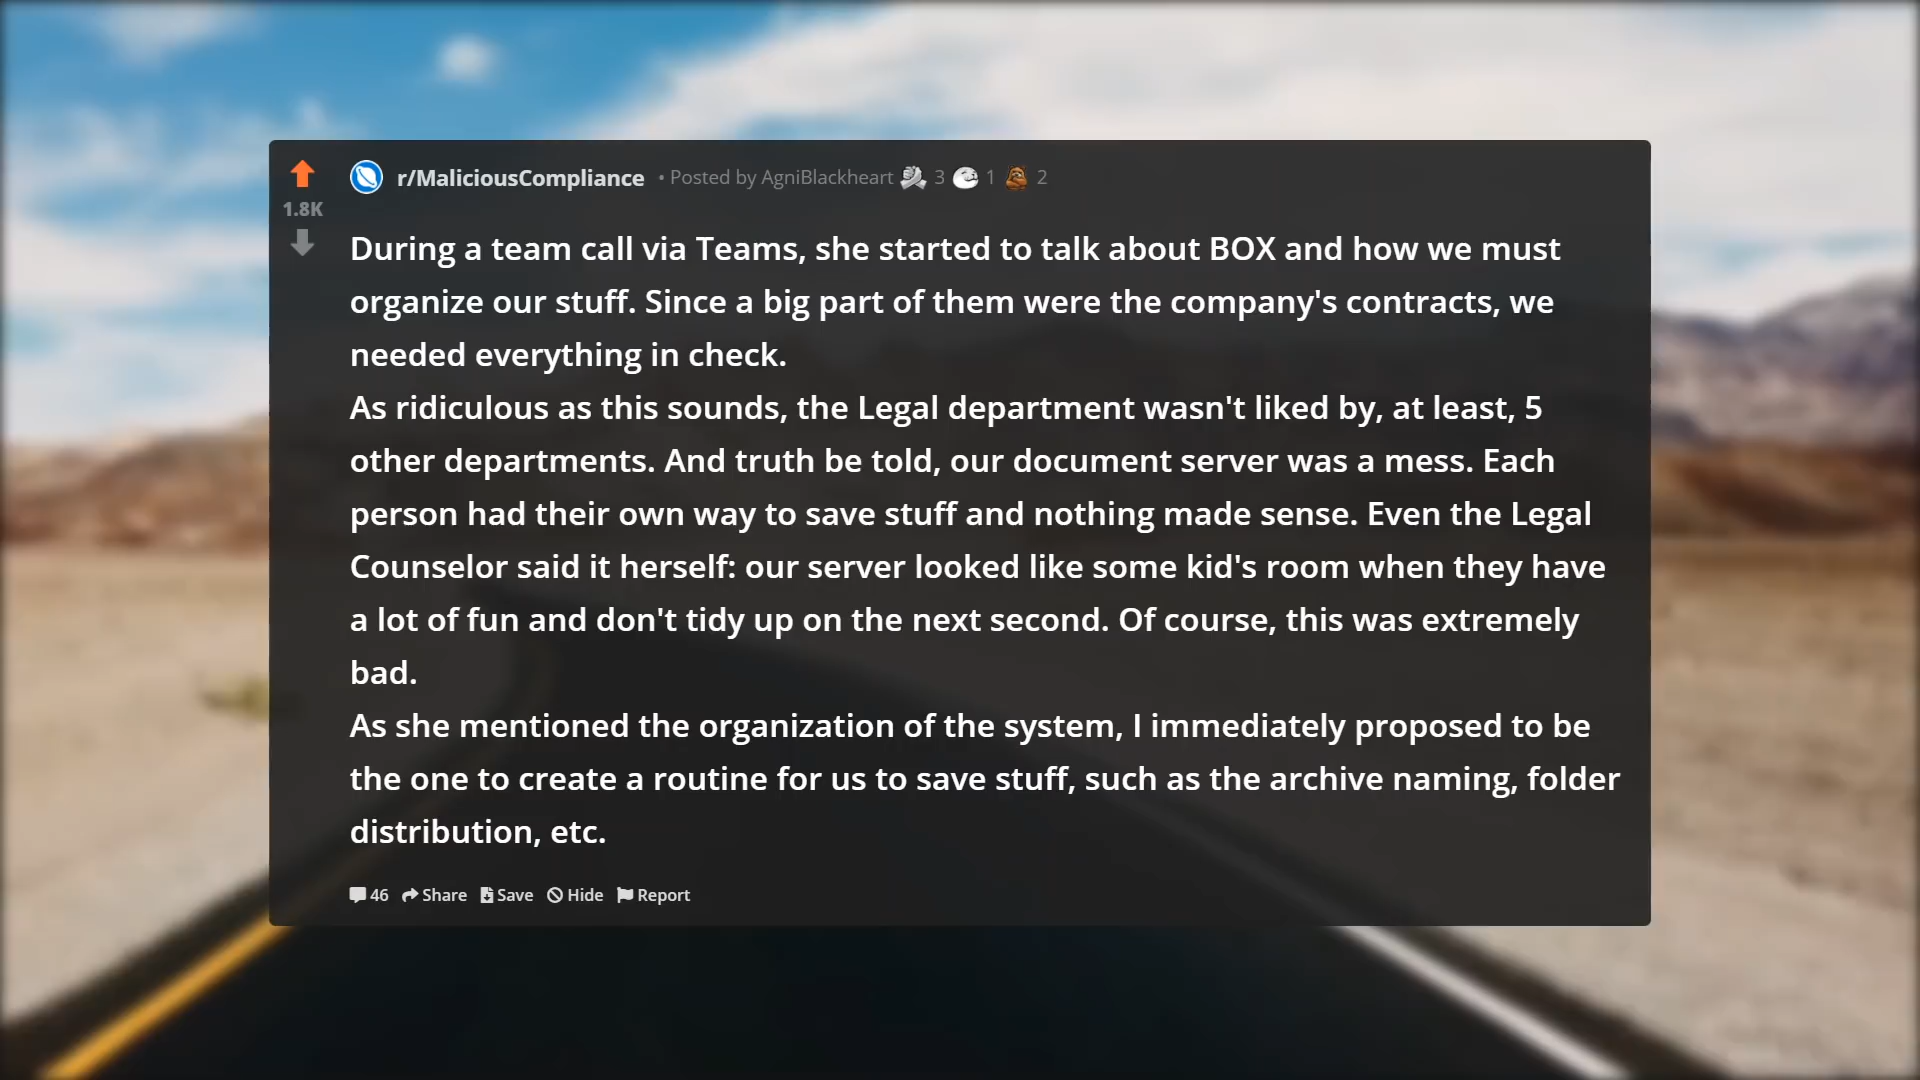 r/MaliciousCompliance • Posted by AgniBlackheart 3 1 2
1.8K
During a team call via Teams, she started to talk about BOX and how we must
organize our stuff. Since a big part of them were the company's contracts, we
needed everything in check.
As ridiculous as this sounds, the Legal department wasn't liked by, at least, 5
other departments. And truth be told, our document server was a mess. Each
person had their own way to save stuff and nothing made sense. Even the Legal
Counselor said it herself: our server looked like some kid's room when they have
a lot of fun and don't tidy up on the next second. Of course, this was extremely
bad.
As she mentioned the organization of the system, I immediately proposed to be
the one to create a routine for us to save stuff, such as the archive naming, folder
distribution, etc.
46 Share Save Hide Report